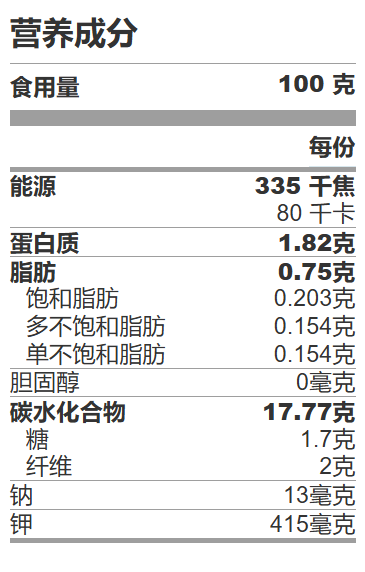 营养成分
食用量 100 克
每份
能源 335 千焦
80 千卡
蛋白质 1.82克
脂肪 0.75克
饱和脂肪 0.203克
多不饱和脂肪 0.154克
单不饱和脂肪 0.154克
胆固醇 0毫克
碳水化合物 17.77克
糖 1.7克
纤维 2克
钠 13毫克
钾 415毫克